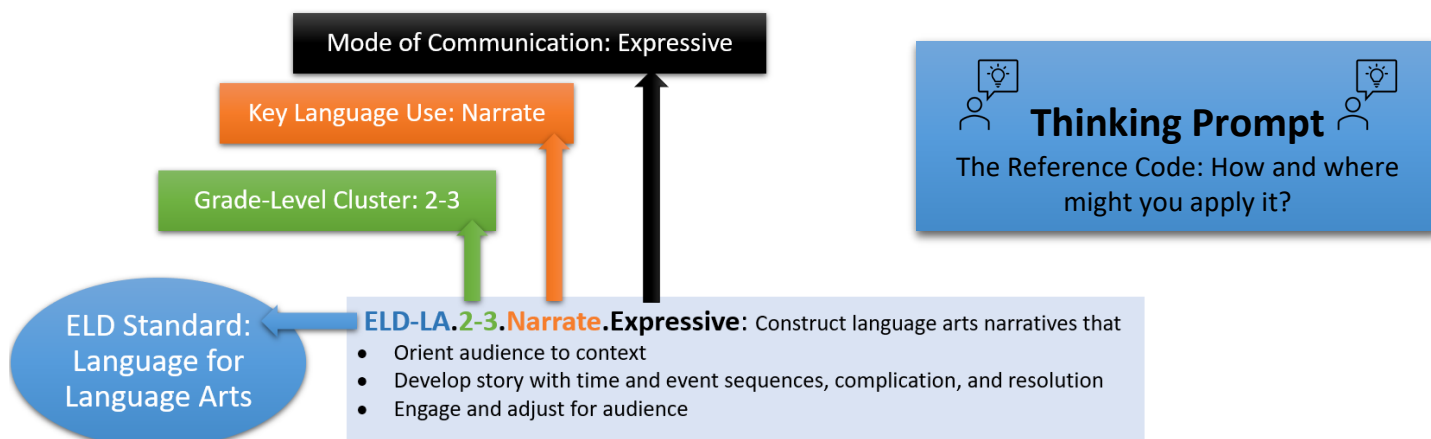 Mode of Communication: Expressive
Key Language Use: Narrate
Grade-Level Cluster: 2-3
ELD Standard:
Language for
Language Arts
ELD-LA.2-3.Narrate.Expressive: Construct language arts narratives that
• Orient audience to context
• Develop story with time and event sequences, complication, and resolution
• Engage and adjust for audience
Thinking Prompt
The Reference Code: How and where
might you apply it?